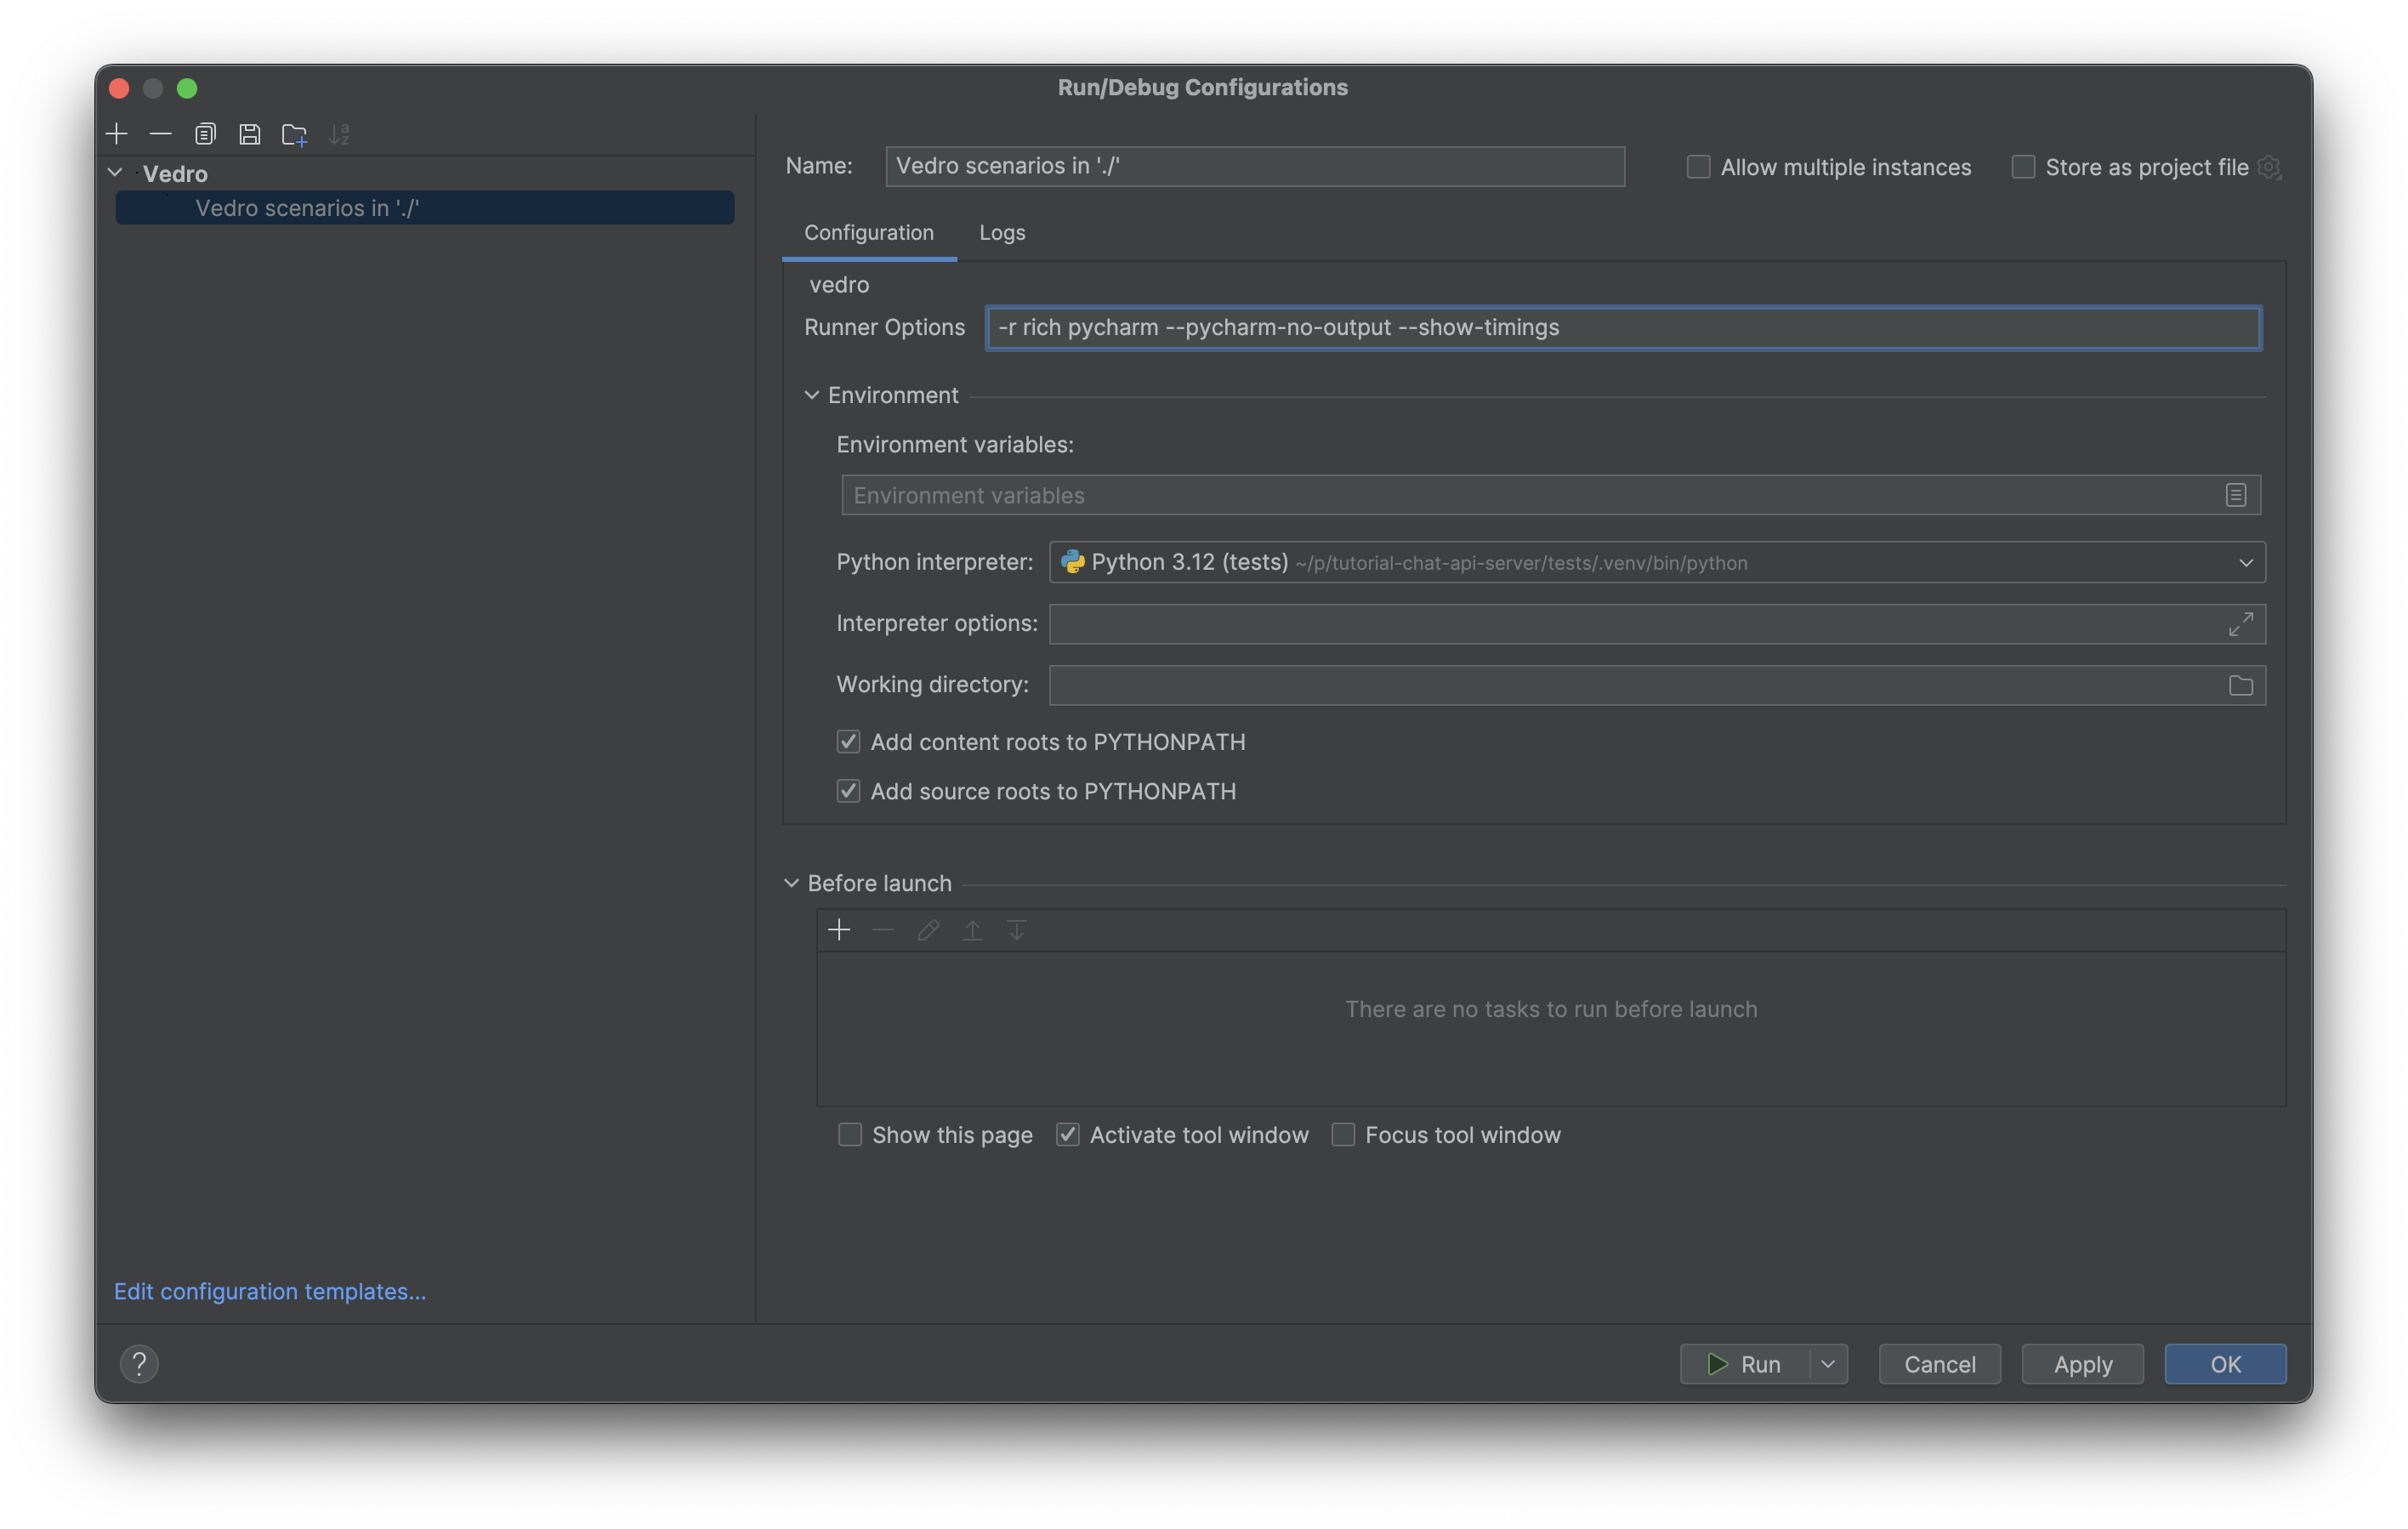 Run/Debug Configurations
Vedro
Vedro scenarios in './'
Name: Vedro scenarios in './' Allow multiple instances Store as project file
Configuration Logs
vedro
Runner Options -r rich pycharm --pycharm-no-output --show-timings
Environment
Environment variables:
Environment variables
Python interpreter: Python 3.12 (tests) ~/p/tutorial-chat-api-server/tests/.venv/bin/python
Interpreter options:
Working directory:
Add content roots to PYTHONPATH
Add source roots to PYTHONPATH
Before launch
There are no tasks to run before launch
Show this page Activate tool window Focus tool window
Edit configuration templates...
? Run Cancel Apply OK